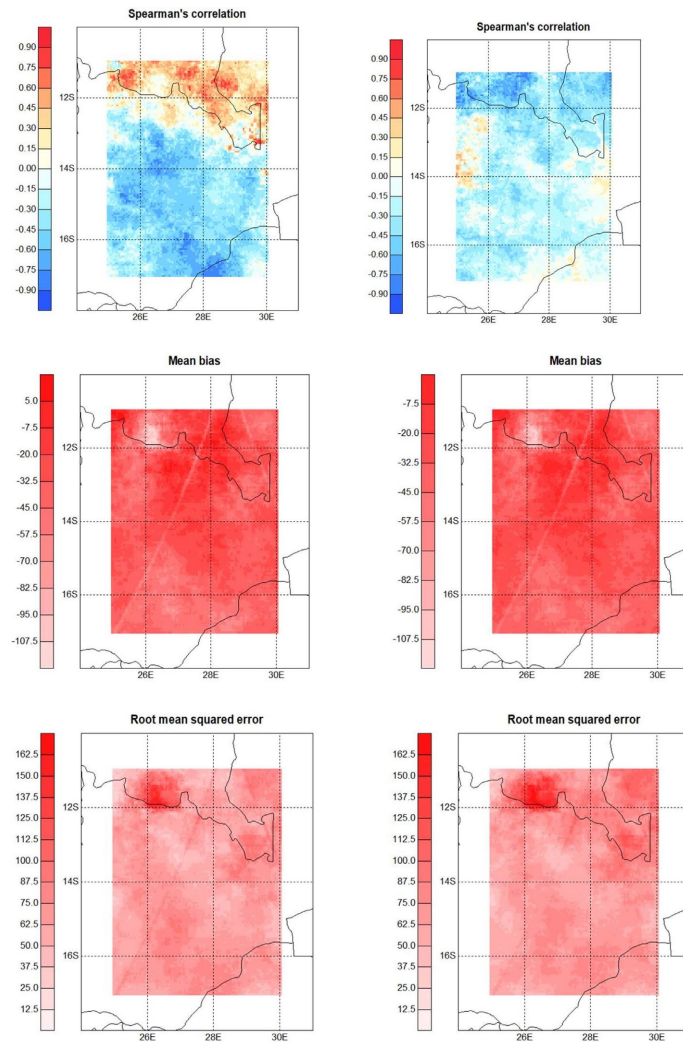 Spearman's correlation
0.90
0.75
0.60
0.45
0.30
0.15
0.00
-0.15
-0.30
-0.45
-0.60
-0.75
-0.90
12S
14S
16S
26E
28E
30E
Spearman's correlation
0.90
0.75
0.60
0.45
0.30
0.15
0.00
-0.15
-0.30
-0.45
-0.60
-0.75
-0.90
12S
14S
16S
26E
28E
30E
Mean bias
5.0
-7.5
-20.0
-32.5
-45.0
-57.5
-70.0
-82.5
-95.0
-107.5
12S
14S
16S
26E
28E
30E
Mean bias
-7.5
-20.0
-32.5
-45.0
-57.5
-70.0
-82.5
-95.0
-107.5
12S
14S
16S
26E
28E
30E
Root mean squared error
162.5
150.0
137.5
125.0
112.5
100.0
87.5
75.0
62.5
50.0
37.5
25.0
12.5
12S
14S
16S
26E
28E
30E
Root mean squared error
162.5
150.0
137.5
125.0
112.5
100.0
87.5
75.0
62.5
50.0
37.5
25.0
12.5
12S
14S
16S
26E
28E
30E